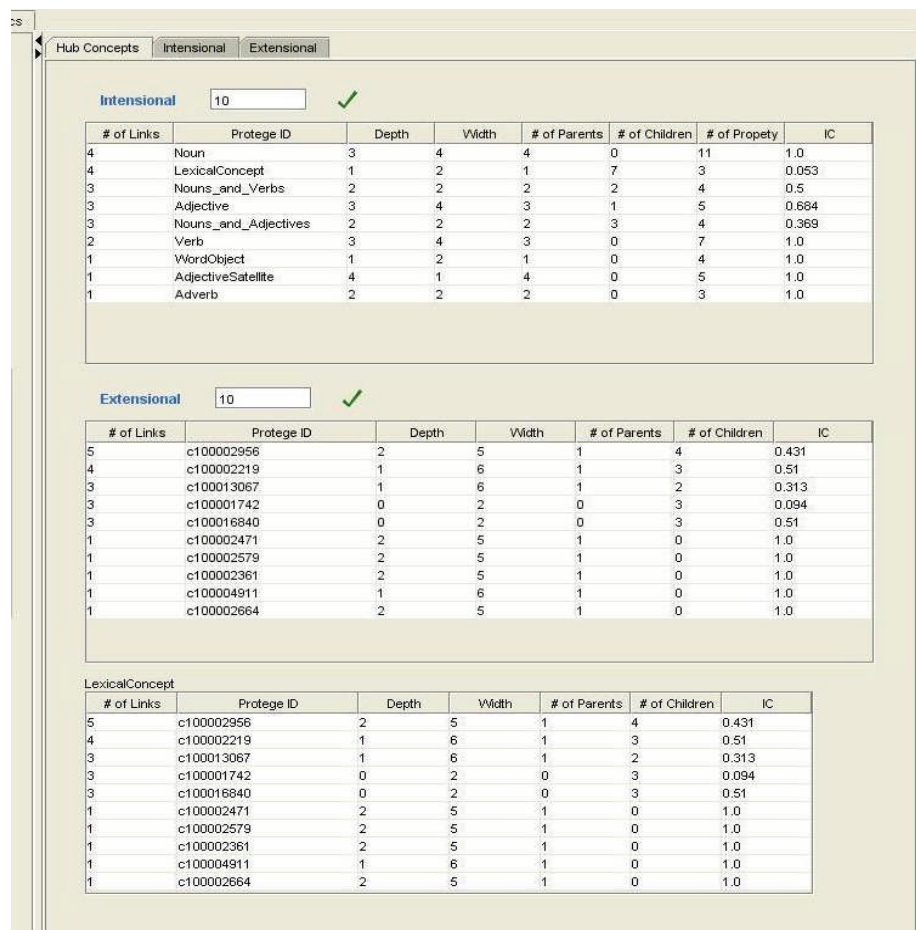 cs
Hub Concepts Intensional Extensional
Intensional 10
# of Links Protege ID Depth Width # of Parents # of Children # of Propety IC
4 Noun 3 4 4 0 11 1.0
4 LexicalConcept 1 2 1 7 3 0.053
3 Nouns_and_Verbs 2 2 2 2 4 0.5
3 Adjective 3 4 3 1 5 0.684
3 Nouns_and_Adjectives 2 2 2 3 4 0.369
2 Verb 3 4 3 0 7 1.0
1 WordObject 1 2 1 0 4 1.0
1 AdjectiveSatellite 4 1 4 0 5 1.0
1 Adverb 2 2 2 0 3 1.0
Extensional 10
# of Links Protege ID Depth Width # of Parents # of Children IC
5 c100002956 2 5 1 4 0.431
4 c100002219 1 6 1 3 0.51
3 c100013067 1 6 1 2 0.313
3 c100001742 0 2 0 3 0.094
3 c100016840 0 2 0 3 0.51
1 c100002471 2 5 1 0 1.0
1 c100002579 2 5 1 0 1.0
1 c100002361 2 5 1 0 1.0
1 c100004911 1 6 1 0 1.0
1 c100002664 2 5 1 0 1.0
LexicalConcept
# of Links Protege ID Depth Width # of Parents # of Children IC
5 c100002956 2 5 1 4 0.431
4 c100002219 1 6 1 3 0.51
3 c100013067 1 6 1 2 0.313
3 c100001742 0 2 0 3 0.094
3 c100016840 0 2 0 3 0.51
1 c100002471 2 5 1 0 1.0
1 c100002579 2 5 1 0 1.0
1 c100002361 2 5 1 0 1.0
1 c100004911 1 6 1 0 1.0
1 c100002664 2 5 1 0 1.0